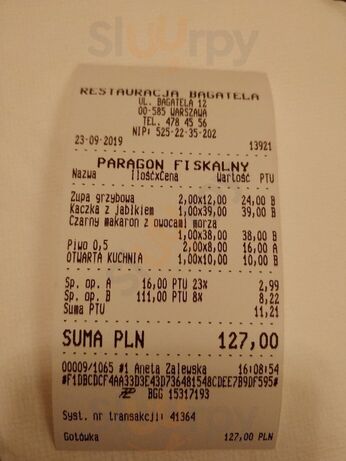 Sluurpy
RESTAURACJA BAGATELA
UL. BAGATELA 12
00-585 WARSZAWA
TEL. 478 45 56
NIP: 525-22-35-202
23-09-2019 13921
PARAGON FISKALNY
Nazwa IlośćxCena Wartość PTU
Zupa grzybowa 2,00x12,00 24,00 B
Kaczka z jabłkiem 1,00x39,00 39,00 B
Czarny makaron z owocami morza
1,00x38,00 38,00 B
Piwo 0,5 2,00x8,00 16,00 A
OTWARTA KUCHNIA 1,00x10,00 10,00 B
Sp. op. A 16,00 PTU 23% 2,99
Sp. op. B 111,00 PTU 8% 8,22
Suma PTU 11,21
SUMA PLN 127,00
00009/1065 #1 Aneta Zalewska 16:08:54
#F1DBCDCF4AA33D3E43D736481548CDEE7B9DF595#
BGG 15317193
Syst. nr transakcji: 41364
Gotówka 127,00 PLN